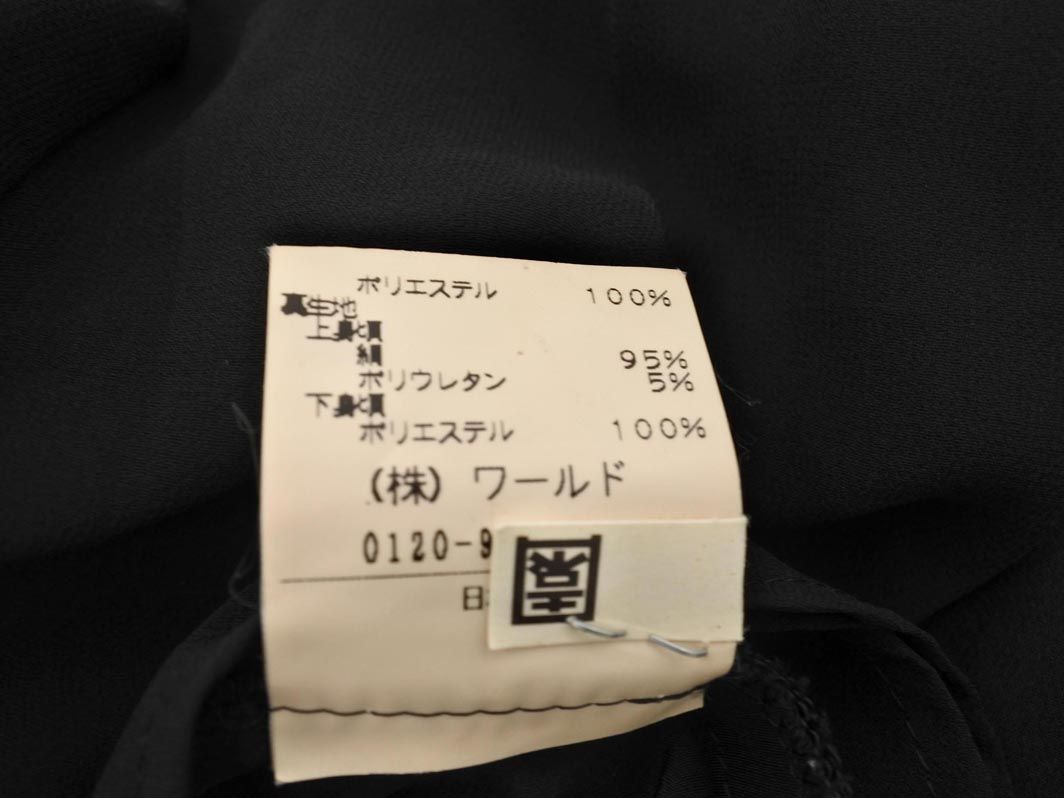 ポリエステル 100%
裏生地
上身頃
絹 95%
ポリウレタン 5%
下身頃
ポリエステル 100%
(株) ワールド
0120-9
日